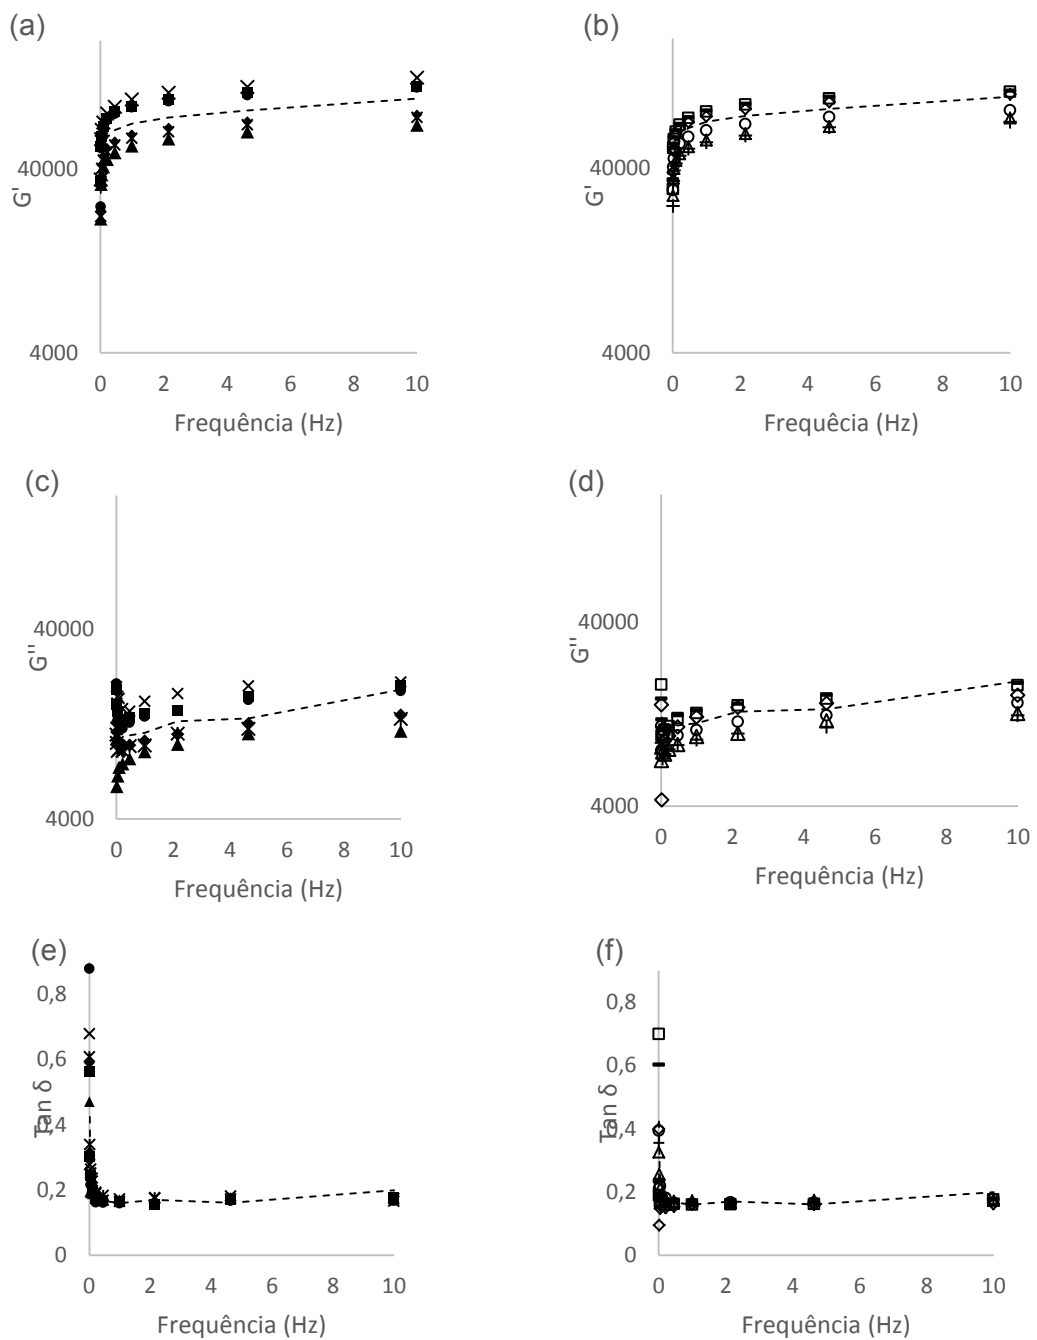 (a)
(b)
G'
40000
4000
0 2 4 6 8 10
Frequência (Hz)
G'
40000
4000
0 2 4 6 8 10
Frequêcia (Hz)
(c)
(d)
G''
40000
4000
0 2 4 6 8 10
Frequência (Hz)
G''
40000
4000
0 2 4 6 8 10
Frequência (Hz)
(e)
(f)
Tan δ
0,8
0,6
0,4
0,2
0
0 2 4 6 8 10
Frequência (Hz)
Tan δ
0,8
0,6
0,4
0,2
0
0 2 4 6 8 10
Frequência (Hz)